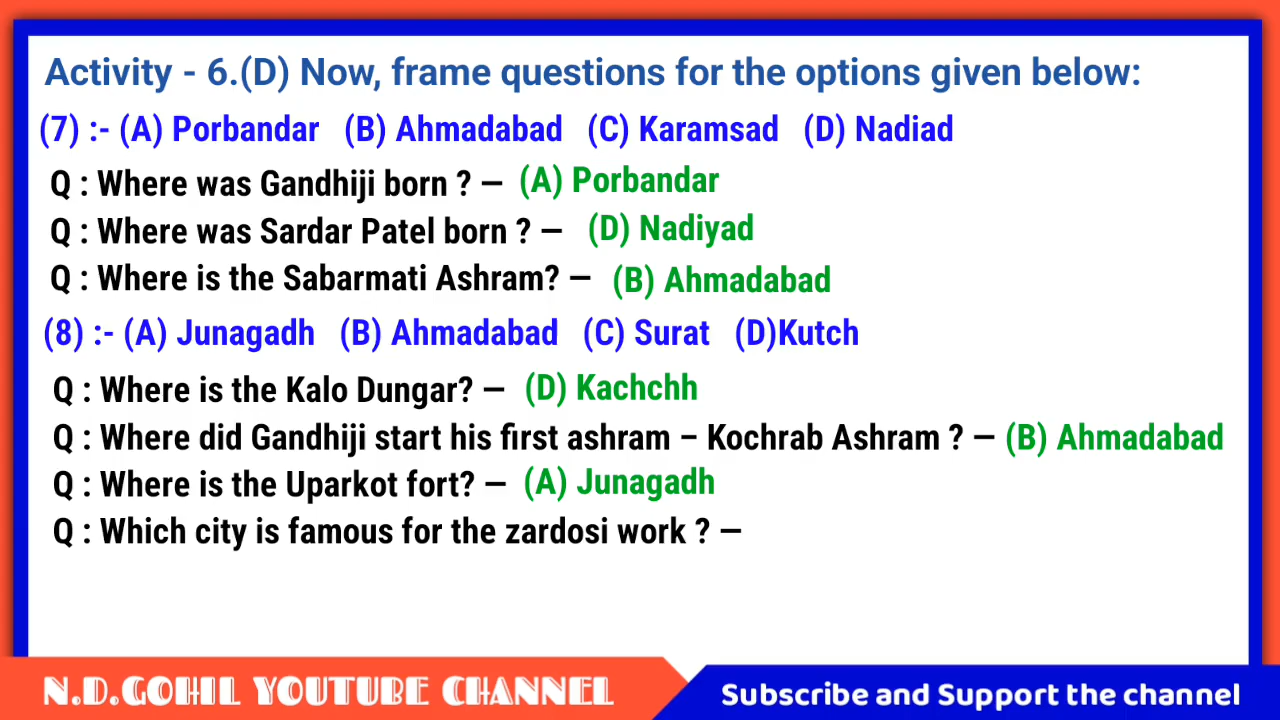 Activity - 6.(D) Now, frame questions for the options given below:
(7) :- (A) Porbandar (B) Ahmadabad (C) Karamsad (D) Nadiad
Q : Where was Gandhiji born ? – (A) Porbandar
Q : Where was Sardar Patel born ? – (D) Nadiyad
Q : Where is the Sabarmati Ashram? – (B) Ahmadabad
(8) :- (A) Junagadh (B) Ahmadabad (C) Surat (D)Kutch
Q : Where is the Kalo Dungar? – (D) Kachchh
Q : Where did Gandhiji start his first ashram – Kochrab Ashram ? – (B) Ahmadabad
Q : Where is the Uparkot fort? – (A) Junagadh
Q : Which city is famous for the zardosi work ? –
N.D.GOHIL YOUTUBE CHANNEL
Subscribe and Support the channel